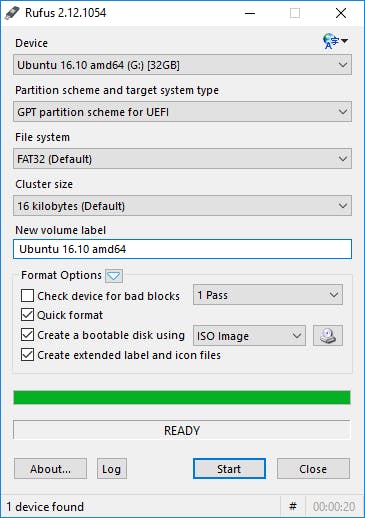 Rufus 2.12.1054
Device
Ubuntu 16.10 amd64 (G:) [32GB]
Partition scheme and target system type
GPT partition scheme for UEFI
File system
FAT32 (Default)
Cluster size
16 kilobytes (Default)
New volume label
Ubuntu 16.10 amd64
Format Options
Check device for bad blocks 1 Pass
Quick format
Create a bootable disk using ISO Image
Create extended label and icon files
READY
About... Log Start Close
1 device found # 00:00:20